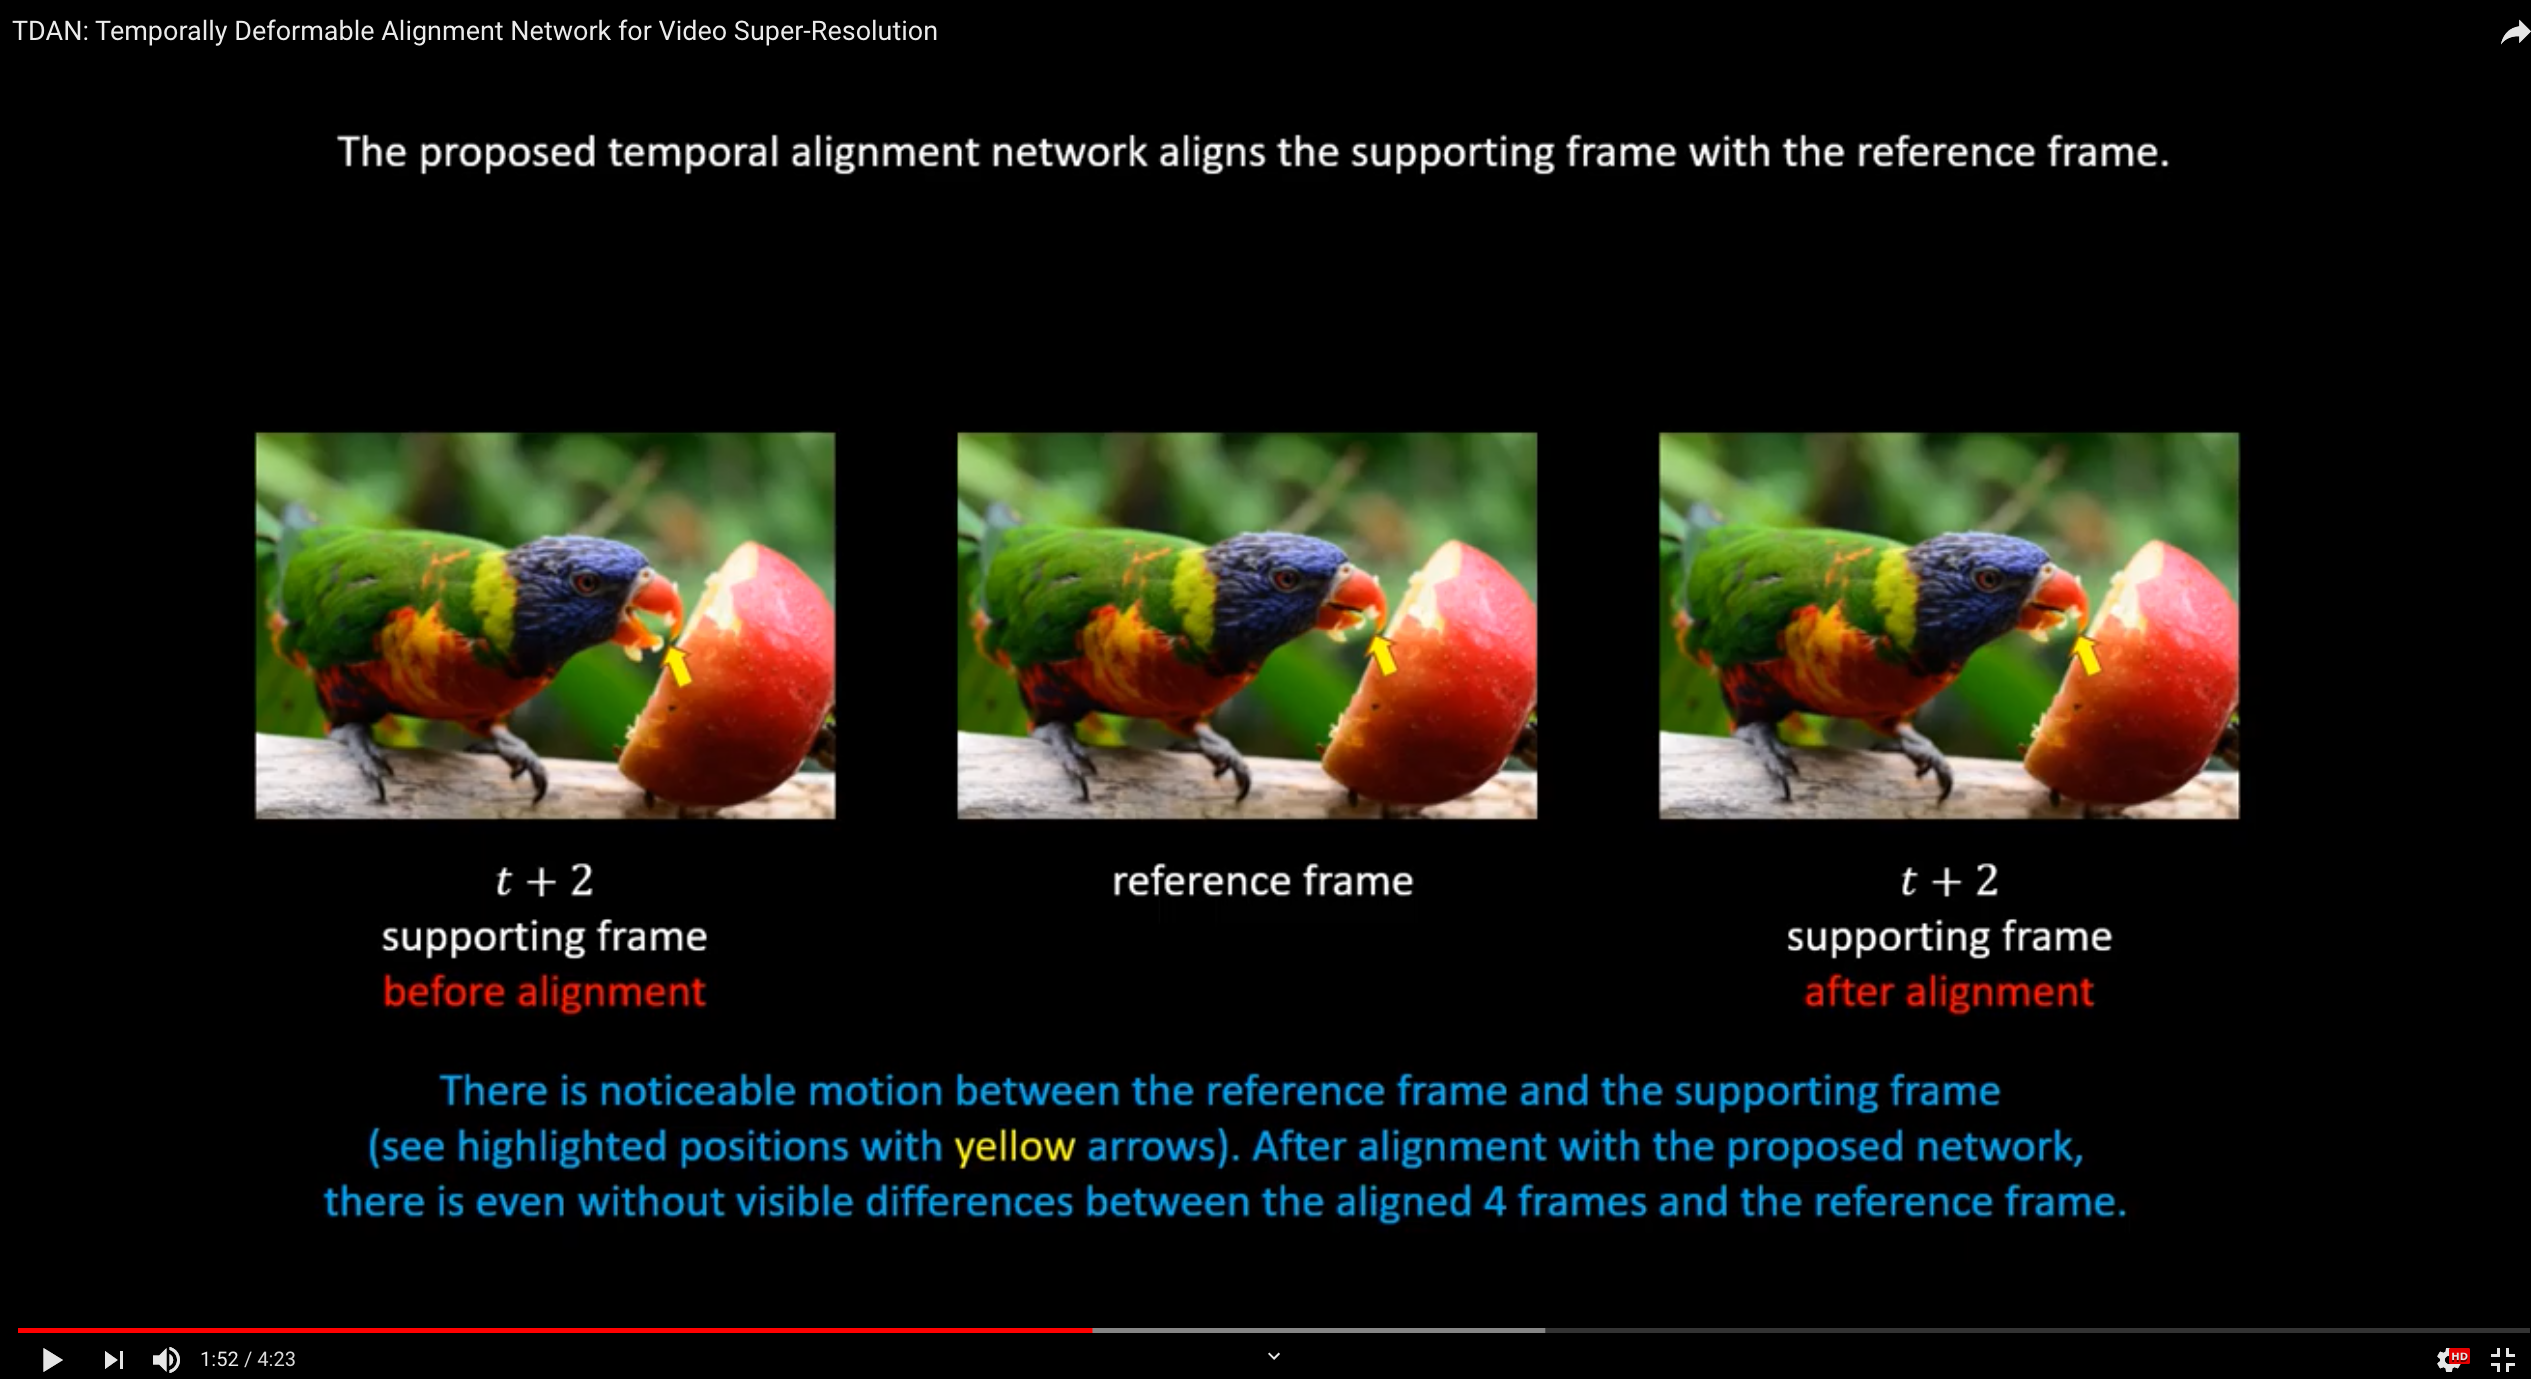 TDAN: Temporally Deformable Alignment Network for Video Super-Resolution
The proposed temporal alignment network aligns the supporting frame with the reference frame.
t + 2
supporting frame
before alignment
reference frame
t + 2
supporting frame
after alignment
There is noticeable motion between the reference frame and the supporting frame
(see highlighted positions with yellow arrows). After alignment with the proposed network,
there is even without visible differences between the aligned 4 frames and the reference frame.
1:52 / 4:23
HD